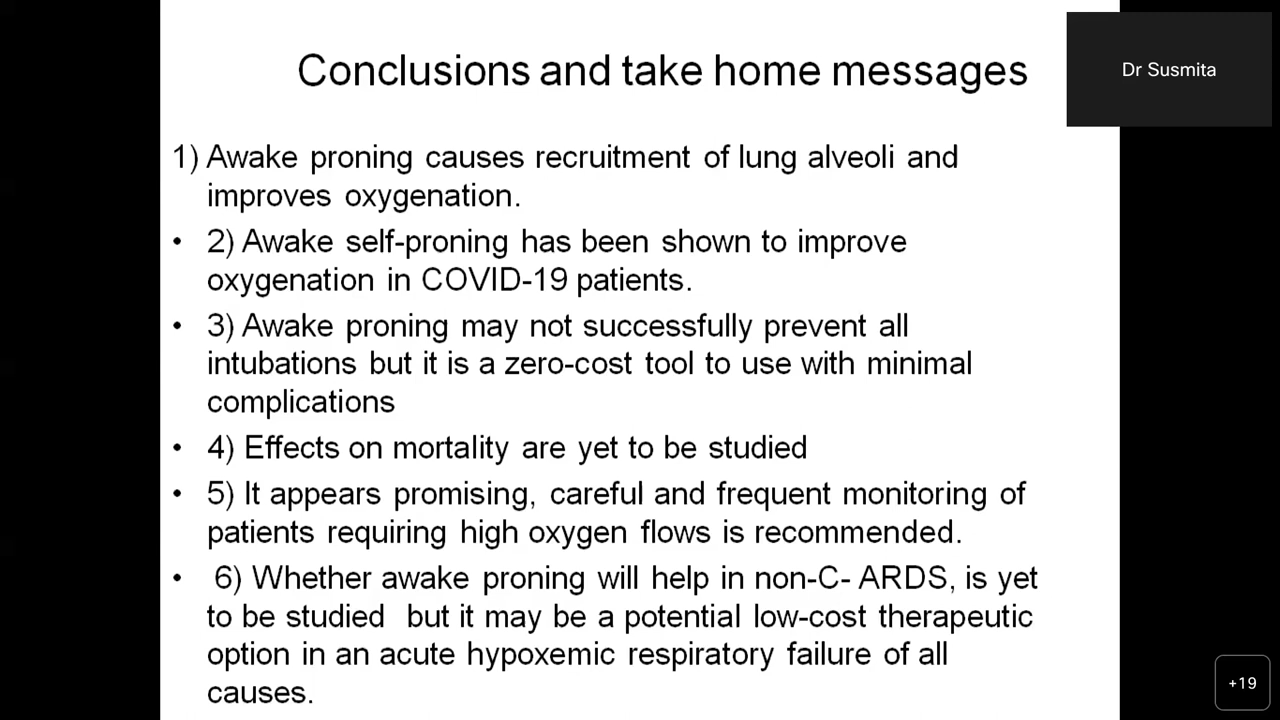 Conclusions and take home messages
Dr Susmita
1) Awake proning causes recruitment of lung alveoli and
improves oxygenation.
• 2) Awake self-proning has been shown to improve
oxygenation in COVID-19 patients.
• 3) Awake proning may not successfully prevent all
intubations but it is a zero-cost tool to use with minimal
complications
• 4) Effects on mortality are yet to be studied
• 5) It appears promising, careful and frequent monitoring of
patients requiring high oxygen flows is recommended.
• 6) Whether awake proning will help in non-C- ARDS, is yet
to be studied  but it may be a potential low-cost therapeutic
option in an acute hypoxemic respiratory failure of all
causes.
+19